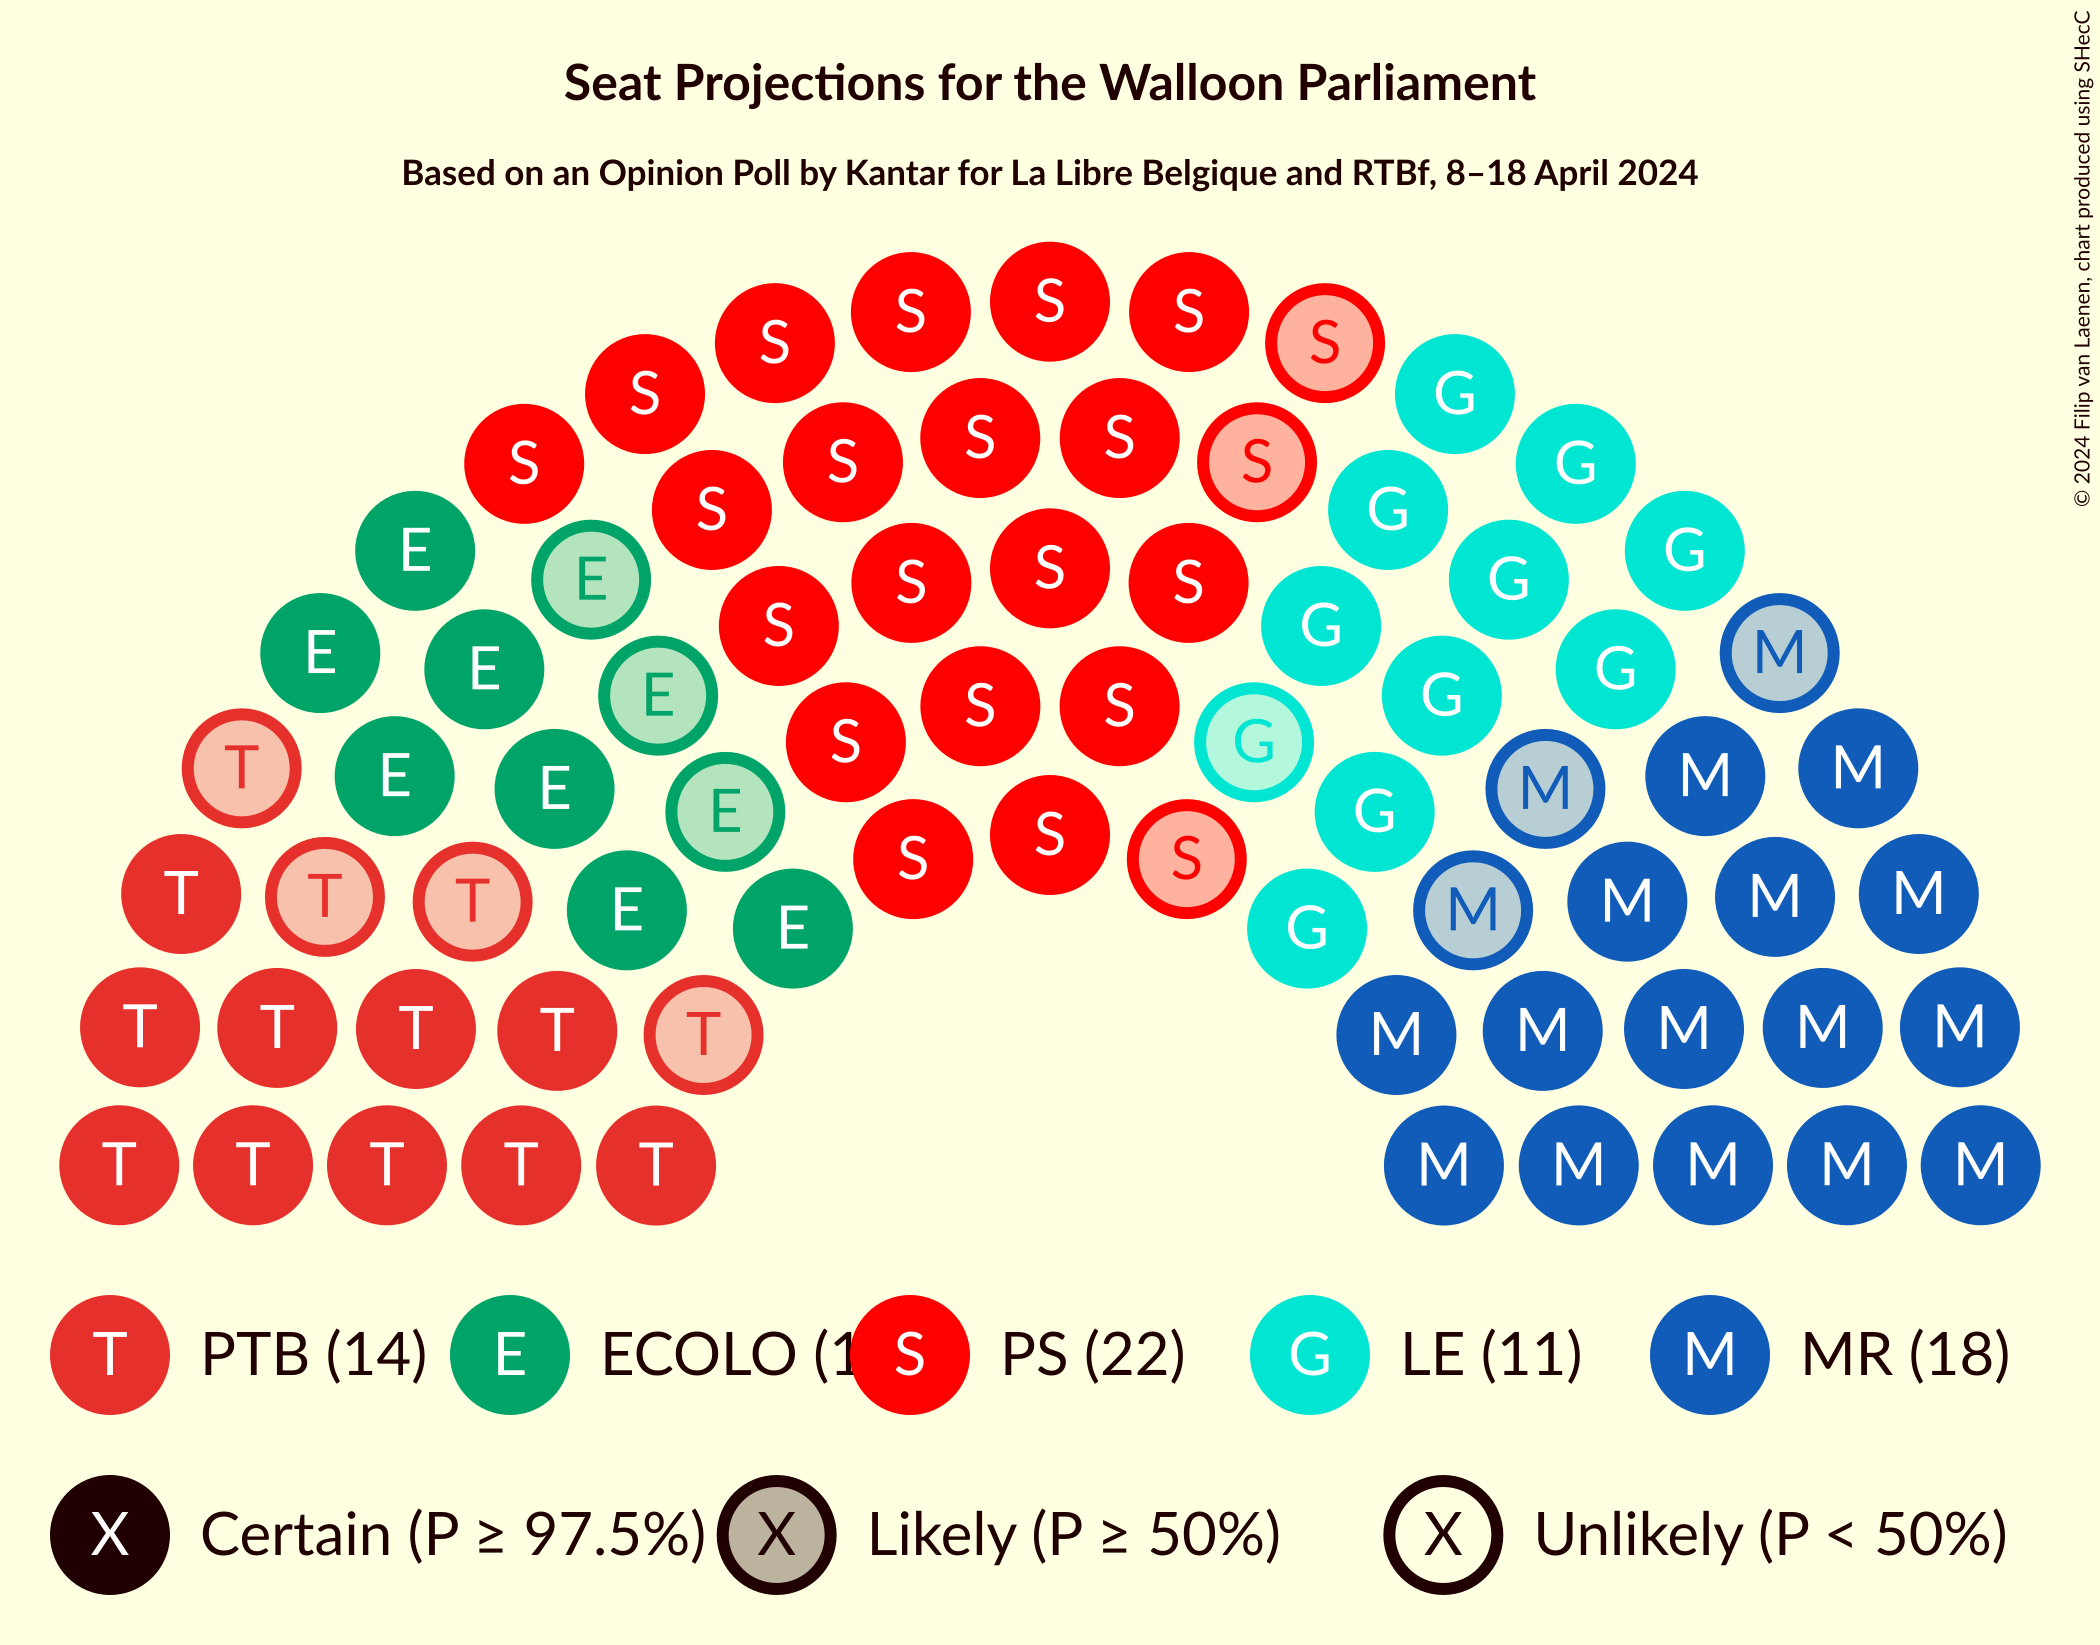 Seat Projections for the Walloon Parliament
Based on an Opinion Poll by Kantar for La Libre Belgique and RTBf, 8–18 April 2024
© 2024 Filip van Laenen, chart produced using SHecC
S S S S S S S G G
S S S S S G G G
E E S S S S G G M
E E E S S S S G G G M M M
T E E E S S S G M M M
T T T E E G M M M M
T T T T T M M M M M
T T T T T M M M M M
T PTB (14) E ECOLO (1 S PS (22) G LE (11) M MR (18)
X Certain (P ≥ 97.5%) X Likely (P ≥ 50%) X Unlikely (P < 50%)